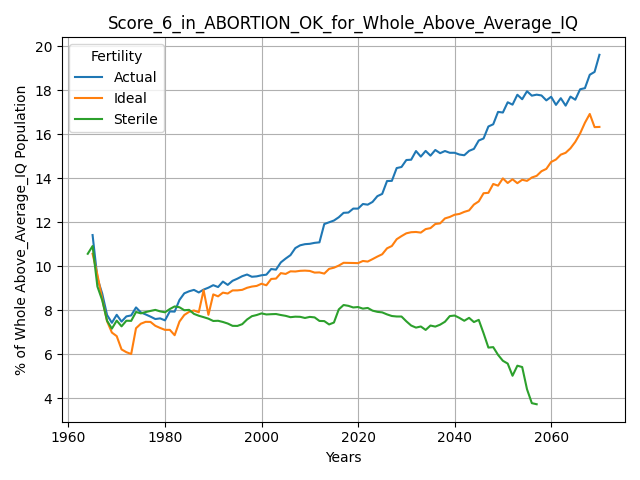 Score_6_in_ABORTION_OK_for_Whole_Above_Average_IQ
Fertility
Actual
Ideal
Sterile
% of Whole Above_Average_IQ Population
20
18
16
14
12
10
8
6
4
1960
1980
2000
2020
2040
2060
Years